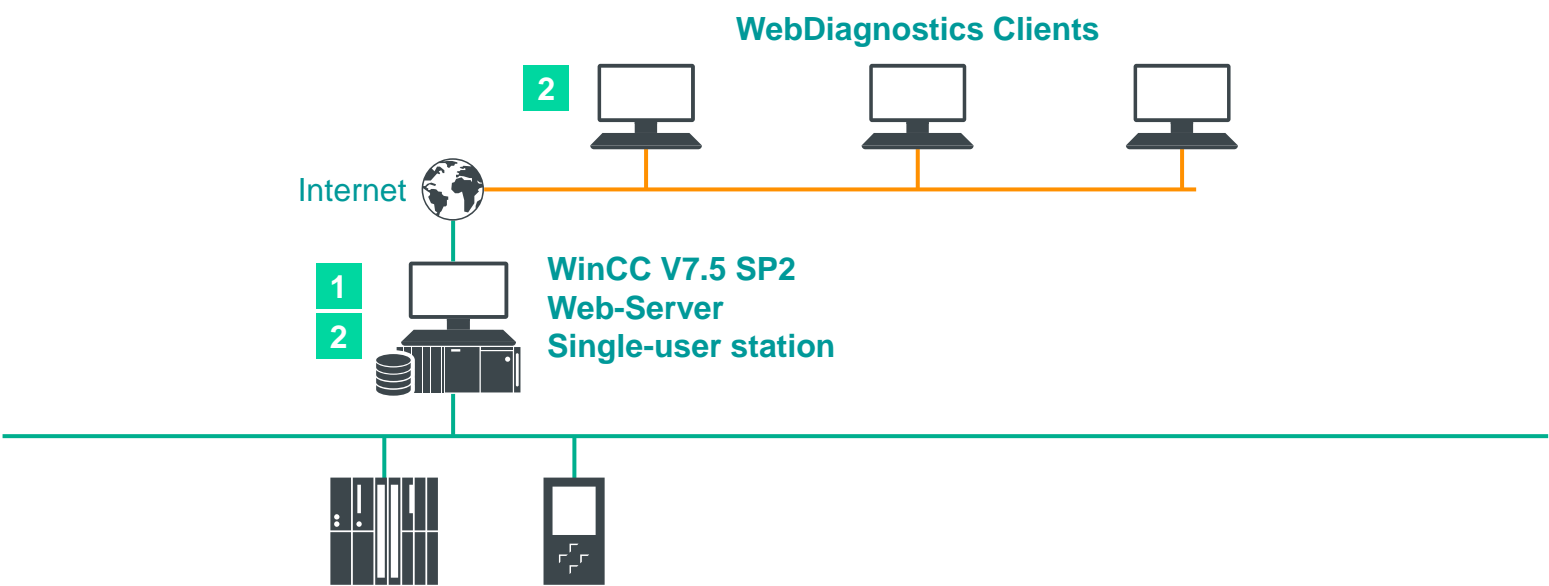 WebDiagnostics Clients
2
Internet
1
2
WinCC V7.5 SP2
Web-Server
Single-user station